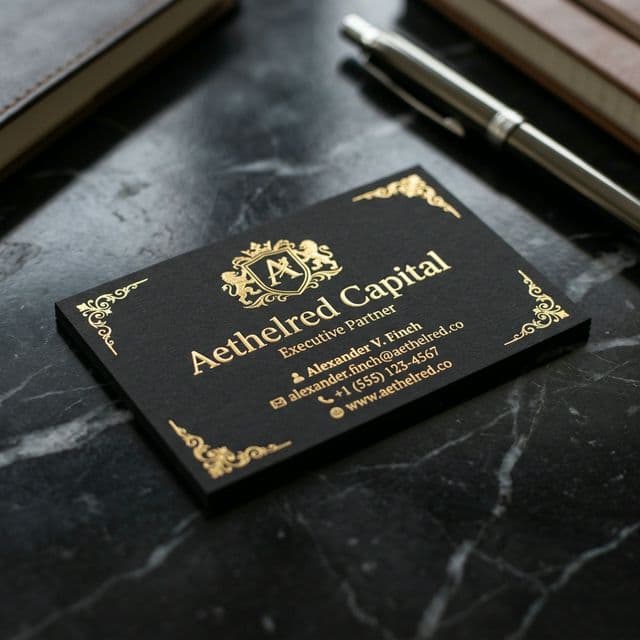 A
Aethelred Capital
Executive Partner
Alexander V. Finch
alexander.finch@aethelred.co
+1 (555) 123-4567
www.aethelred.co